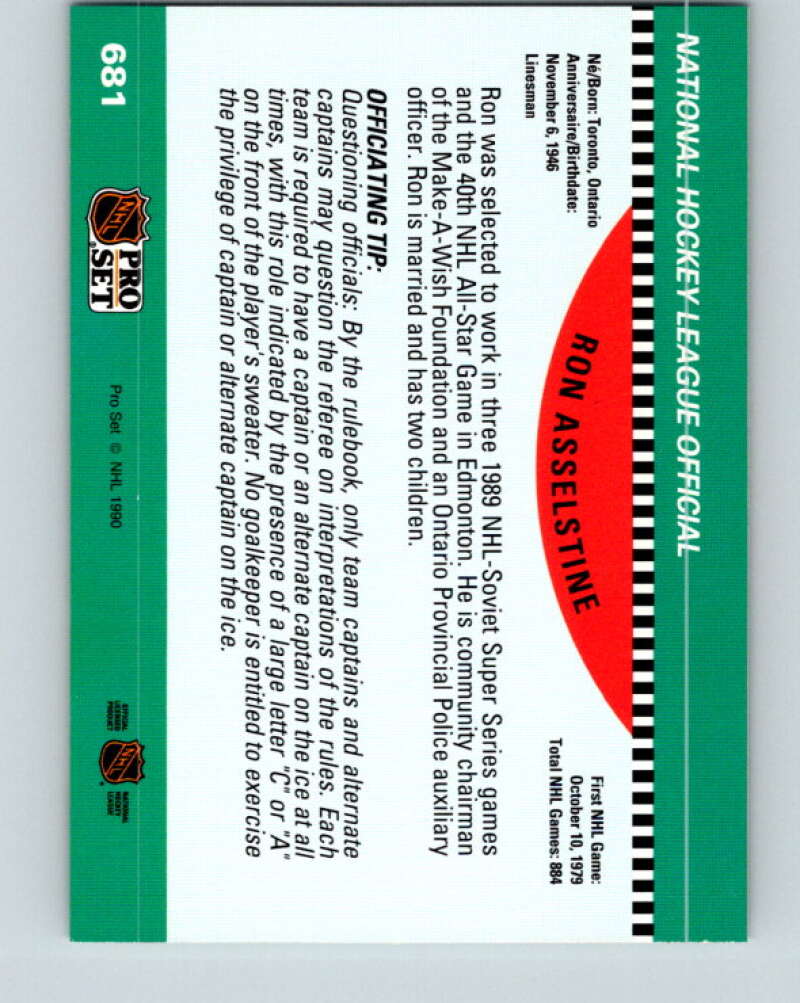 NATIONAL HOCKEY LEAGUE OFFICIAL
Né/Born: Toronto, Ontario
Anniversaire/Birthdate:
November 6, 1946
Linesman
RON ASSELSTINE
First NHL Game:
October 10, 1979
Total NHL Games: 884
Ron was selected to work in three 1989 NHL-Soviet Super Series games
and the 40th NHL All-Star Game in Edmonton. He is community chairman
of the Make-A-Wish Foundation and an Ontario Provincial Police auxiliary
officer. Ron is married and has two children.
OFFICIATING TIP:
Questioning officials: By the rulebook, only team captains and alternate
captains may question the referee on interpretations of the rules. Each
team is required to have a captain or an alternate captain on the ice at all
times, with this role indicated by the presence of a large letter "C" or "A"
on the front of the player's sweater. No goalkeeper is entitled to exercise
the privilege of captain or alternate captain on the ice.
681
NHL
PRO
SET
®
Pro Set © NHL 1990
OFFICIAL
LICENSED
PRODUCT
NHL
®
NATIONAL
HOCKEY
LEAGUE